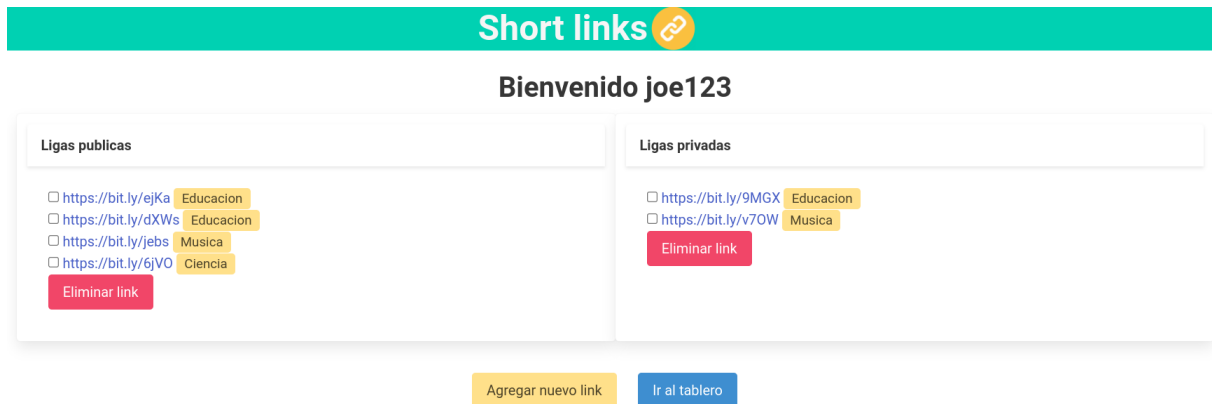 Short links
Bienvenido joe123
Ligas publicas
https://bit.ly/ejKa Educacion
https://bit.ly/dXWs Educacion
https://bit.ly/jebs Musica
https://bit.ly/6jVO Ciencia
Eliminar link
Ligas privadas
https://bit.ly/9MGX Educacion
https://bit.ly/v7OW Musica
Eliminar link
Agregar nuevo link
Ir al tablero